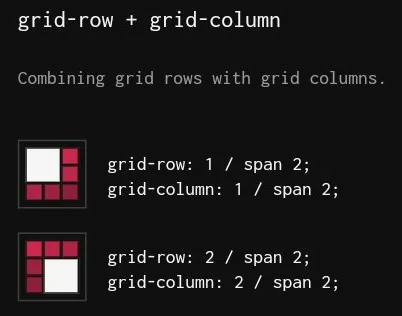 grid-row + grid-column
Combining grid rows with grid columns.
grid-row: 1 / span 2;
grid-column: 1 / span 2;
grid-row: 2 / span 2;
grid-column: 2 / span 2;